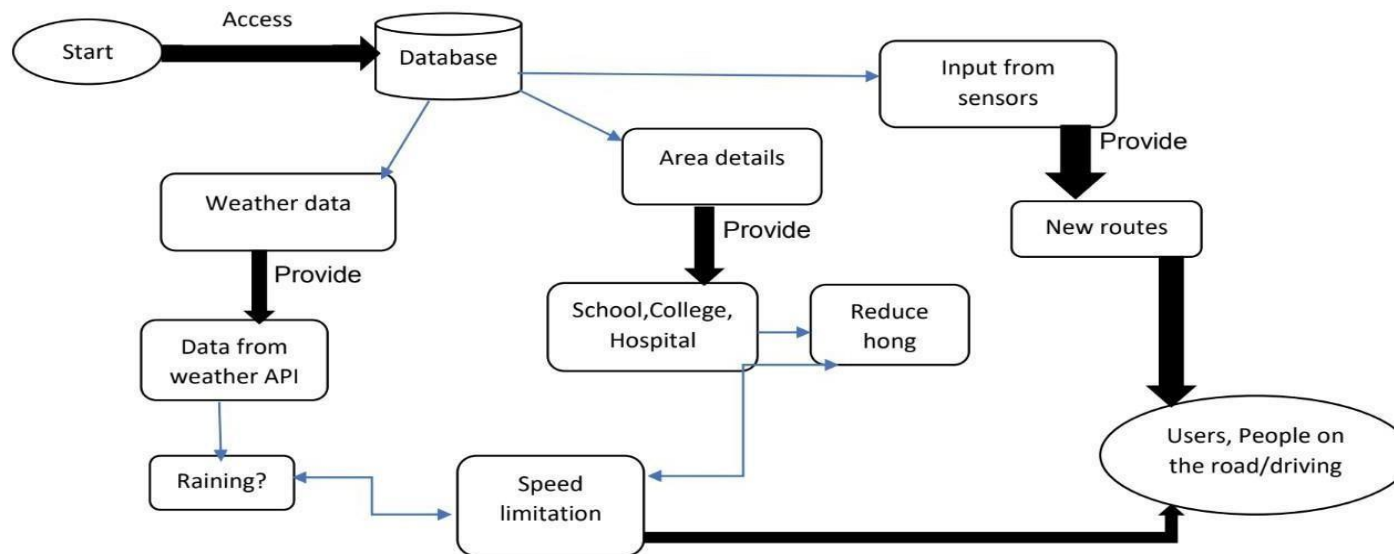 Access
Start
Database
Input from
sensors
Provide
Area details
Weather data
Provide
New routes
Provide
School,College,
Hospital
Reduce
hong
Data from
weather API
Users, People on
the road/driving
Raining?
Speed
limitation